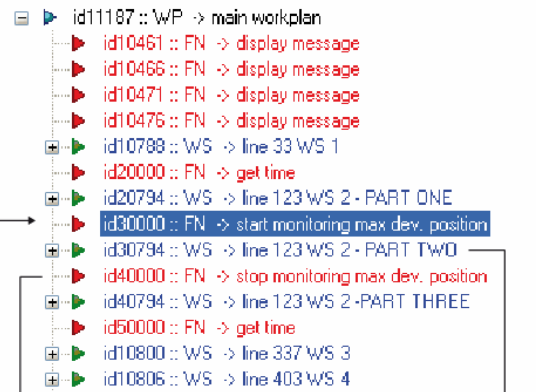 id11187 :: WP -> main workplan
id10461 :: FN -> display message
id10466 :: FN -> display message
id10471 :: FN -> display message
id10476 :: FN -> display message
id10788 :: WS -> line 33 WS 1
id20000 :: FN -> get time
id20794 :: WS -> line 123 WS 2 - PART ONE
id30000 :: FN -> start monitoring max dev. position
id30794 :: WS -> line 123 WS 2 - PART TWO
id40000 :: FN -> stop monitoring max dev. position
id40794 :: WS -> line 123 WS 2 -PART THREE
id50000 :: FN -> get time
id10800 :: WS -> line 337 WS 3
id10806 :: WS -> line 403 WS 4